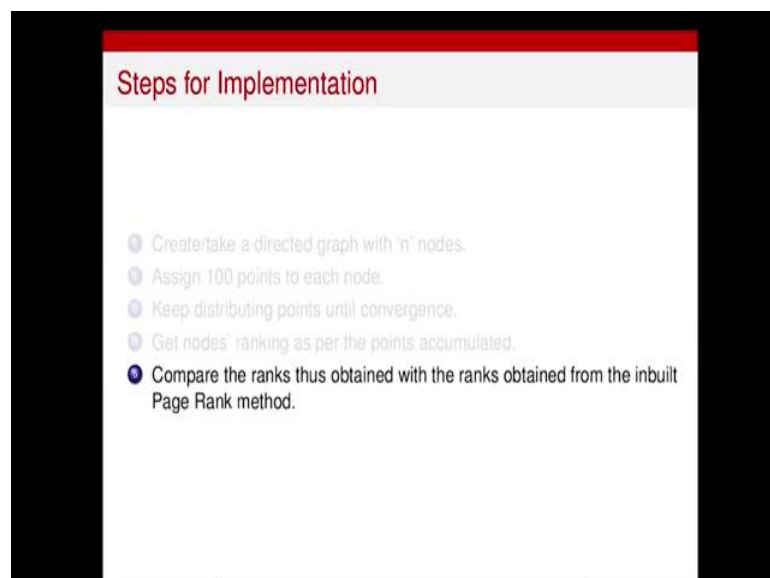 Steps for Implementation
Create/take a directed graph with 'n' nodes.
Assign 100 points to each node.
Keep distributing points until convergence.
Get nodes' ranking as per the points accumulated.
Compare the ranks thus obtained with the ranks obtained from the inbuilt
Page Rank method.